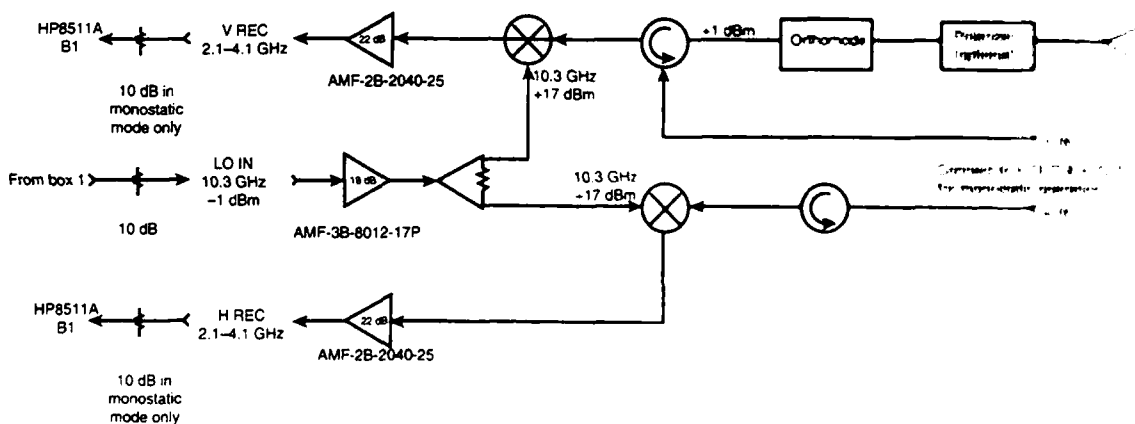 HP8511A
B1
V REC
2.1–4.1 GHz
22 dB
AMF-2B-2040-25
10 dB in
monostatic
mode only
10.3 GHz
+17 dBm
+1 dBm
Orthomode
From box 1
LO IN
10.3 GHz
–1 dBm
10 dB
AMF-3B-8012-17P
10.3 GHz
+17 dBm
HP8511A
B1
H REC
2.1–4.1 GHz
22 dB
AMF-2B-2040-25
10 dB in
monostatic
mode only